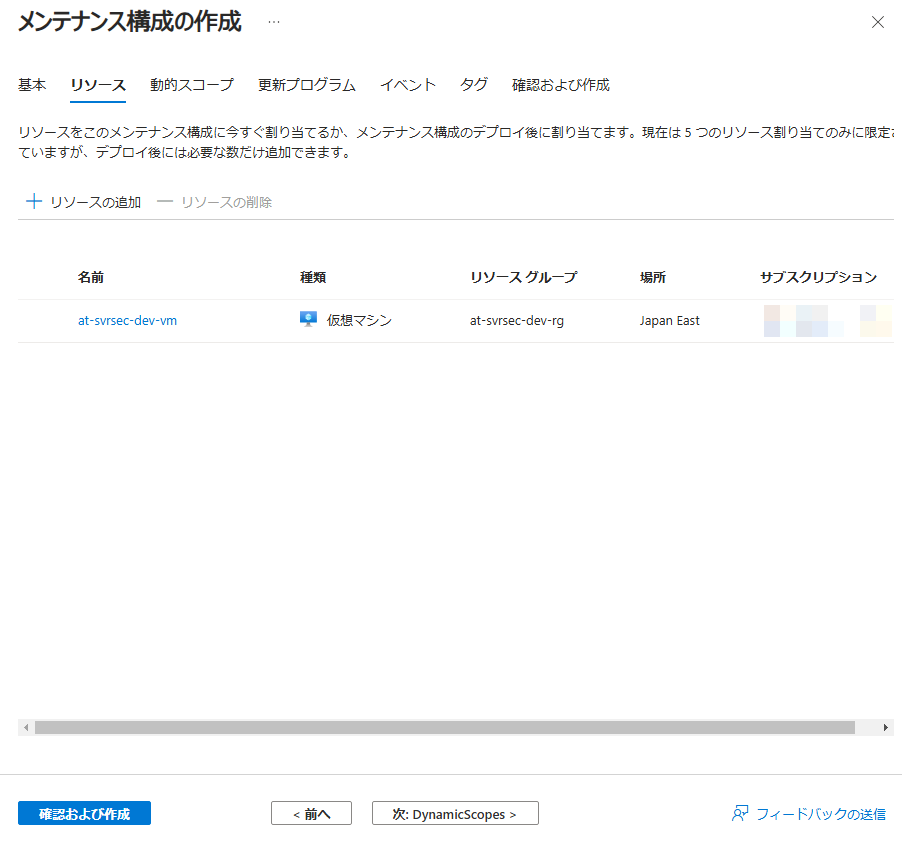 メンテナンス構成の作成 …
基本 リソース 動的スコープ 更新プログラム イベント タグ 確認および作成
リソースをこのメンテナンス構成に今すぐ割り当てるか、メンテナンス構成のデプロイ後に割り当てます。現在は 5 つのリソース割り当てのみに限定
ていますが、デプロイ後には必要な数だけ追加できます。
リソースの追加 リソースの削除
名前 種類 リソース グループ 場所 サブスクリプション
at-svrsec-dev-vm 仮想マシン at-svrsec-dev-rg Japan East
確認および作成 < 前へ 次: DynamicScopes > フィードバックの送信